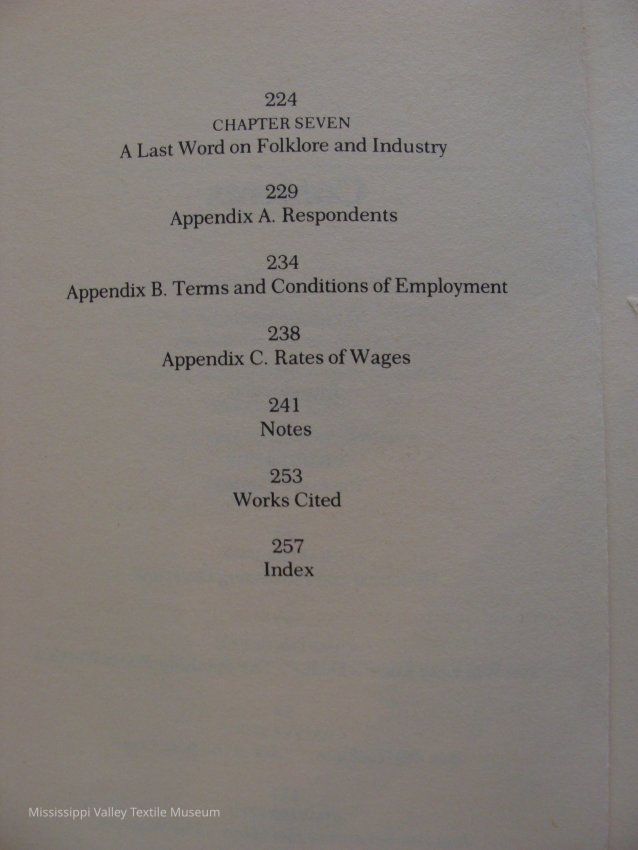 224
CHAPTER SEVEN
A Last Word on Folklore and Industry
229
Appendix A. Respondents
234
Appendix B. Terms and Conditions of Employment
238
Appendix C. Rates of Wages
241
Notes
253
Works Cited
257
Index
Mississippi Valley Textile Museum